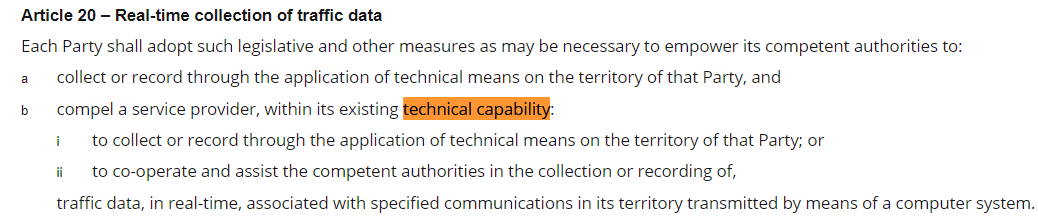 Article 20 – Real-time collection of traffic data
Each Party shall adopt such legislative and other measures as may be necessary to empower its competent authorities to:
a collect or record through the application of technical means on the territory of that Party, and
b compel a service provider, within its existing technical capability:
i to collect or record through the application of technical means on the territory of that Party; or
ii to co-operate and assist the competent authorities in the collection or recording of,
traffic data, in real-time, associated with specified communications in its territory transmitted by means of a computer system.